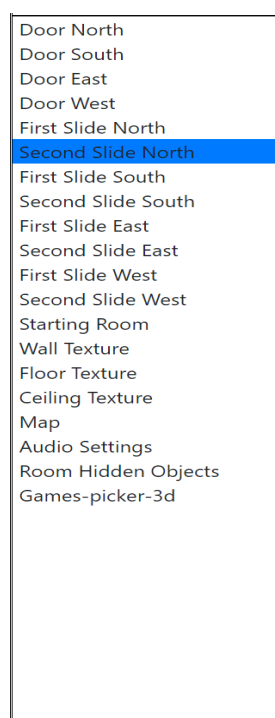 Door North
Door South
Door East
Door West
First Slide North
Second Slide North
First Slide South
Second Slide South
First Slide East
Second Slide East
First Slide West
Second Slide West
Starting Room
Wall Texture
Floor Texture
Ceiling Texture
Map
Audio Settings
Room Hidden Objects
Games-picker-3d